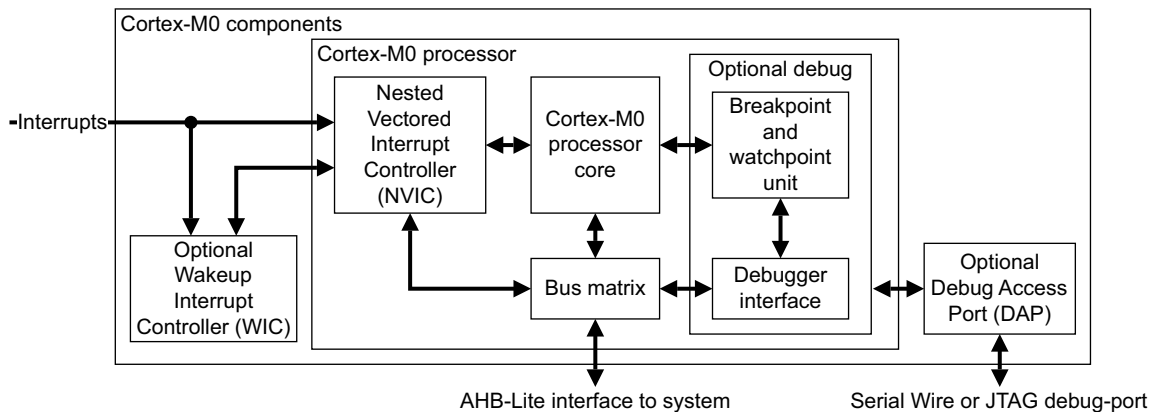 Cortex-M0 components
Cortex-M0 processor
Optional debug
Interrupts
Nested
Vectored
Interrupt
Controller
(NVIC)
Cortex-M0
processor
core
Breakpoint
and
watchpoint
unit
Optional
Wakeup
Interrupt
Controller (WIC)
Bus matrix
Debugger
interface
Optional
Debug Access
Port (DAP)
AHB-Lite interface to system
Serial Wire or JTAG debug-port